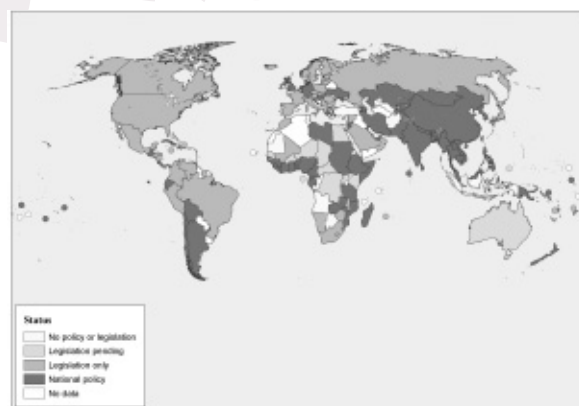 Status
No policy or legislation
Legislation pending
Legislation only
National policy
No data